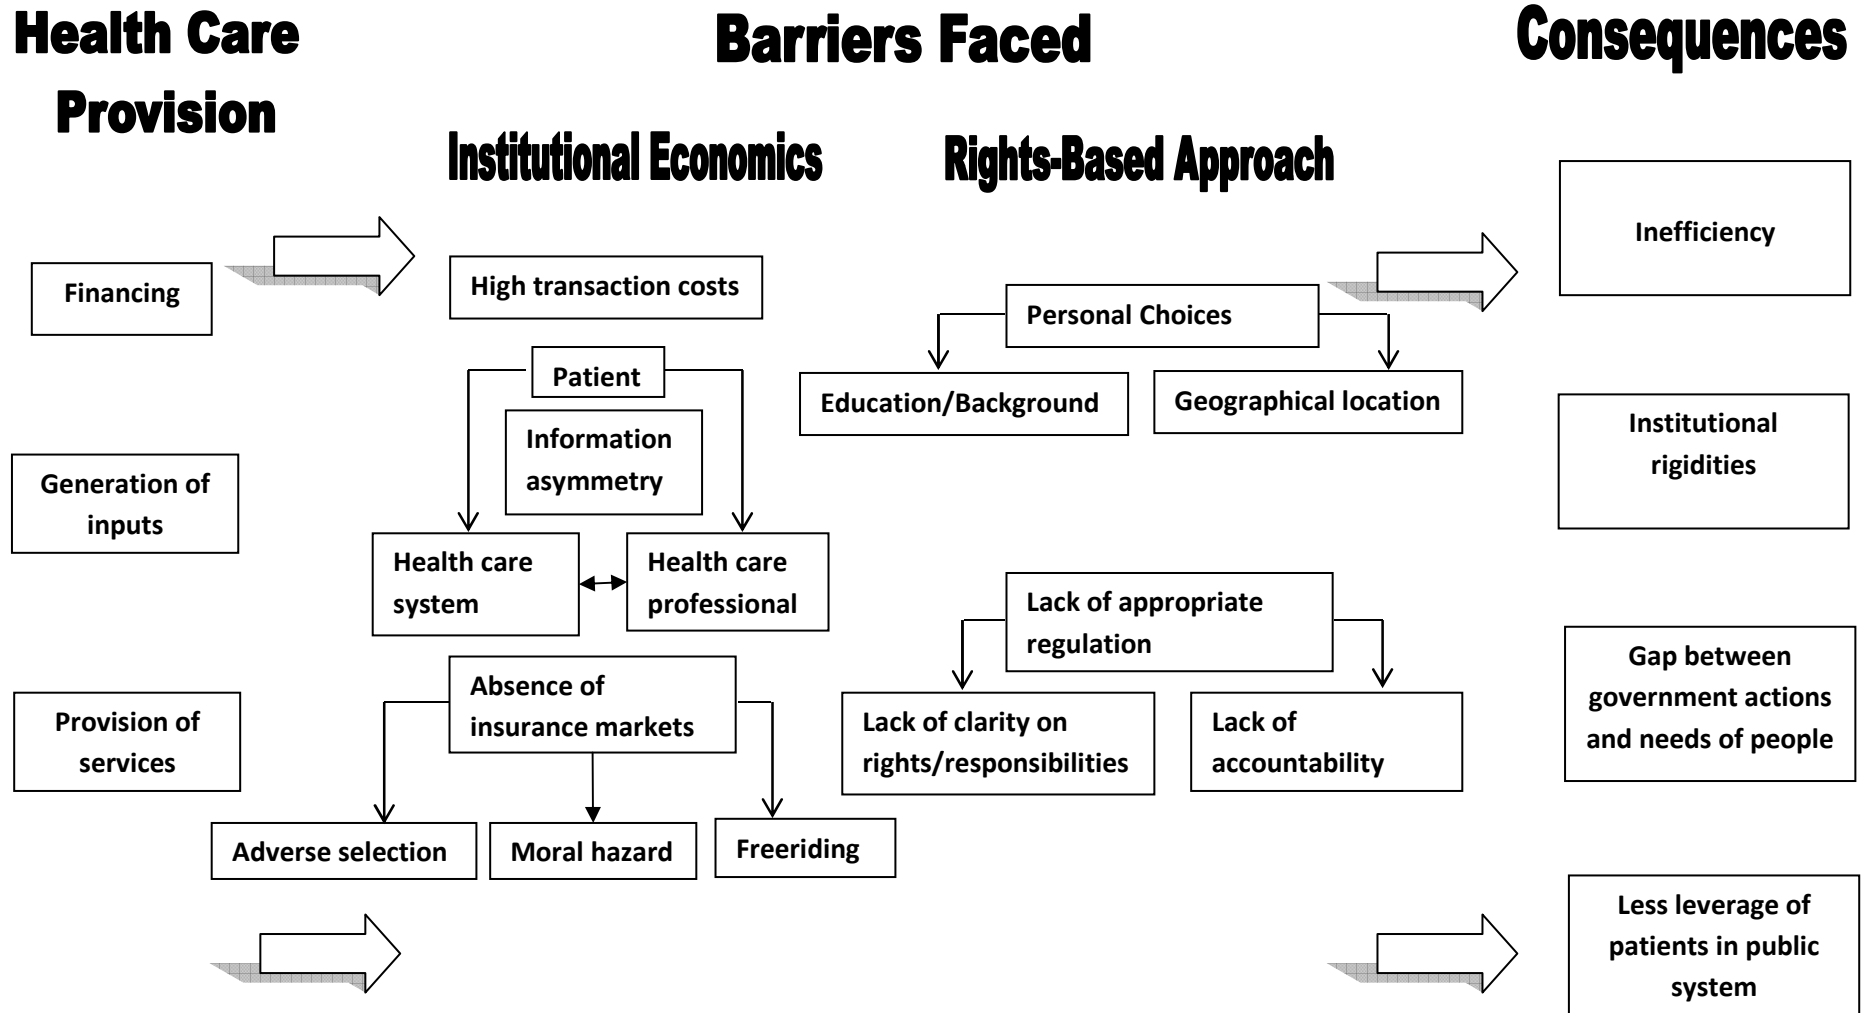 Health Care
Provision
Barriers Faced
Consequences
Institutional Economics
Rights-Based Approach
Financing
Generation of
inputs
Provision of
services
High transaction costs
Patient
Information
asymmetry
Health care
system
Health care
professional
Absence of
insurance markets
Adverse selection
Moral hazard
Freeriding
Personal Choices
Education/Background
Geographical location
Lack of appropriate
regulation
Lack of clarity on
rights/responsibilities
Lack of
accountability
Inefficiency
Institutional
rigidities
Gap between
government actions
and needs of people
Less leverage of
patients in public
system